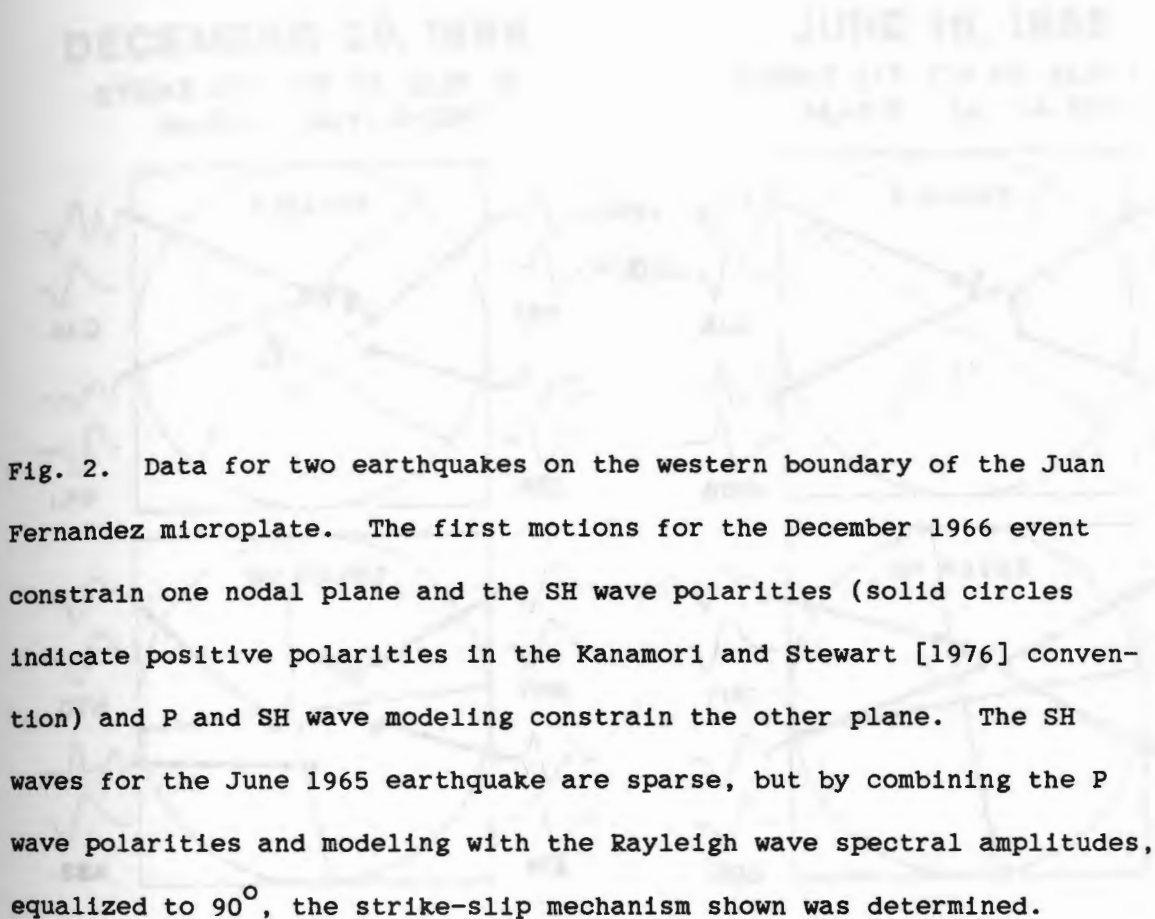 Fig. 2. Data for two earthquakes on the western boundary of the Juan
Fernandez microplate. The first motions for the December 1966 event
constrain one nodal plane and the SH wave polarities (solid circles
indicate positive polarities in the Kanamori and Stewart [1976] conven-
tion) and P and SH wave modeling constrain the other plane. The SH
waves for the June 1965 earthquake are sparse, but by combining the P
wave polarities and modeling with the Rayleigh wave spectral amplitudes,
equalized to 90°, the strike-slip mechanism shown was determined.